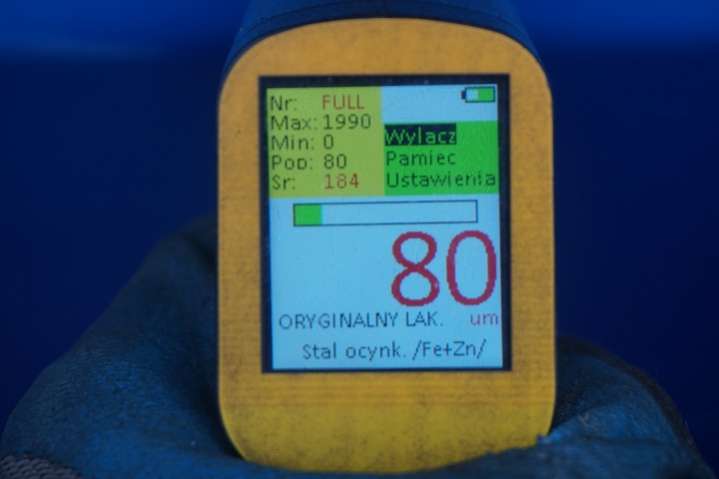 Nr: FULL
Max: 1990
Min: 0
Pop: 80
Sr: 184
Wylacz
Pamiec
Ustawienia
80
ORYGINALNY LAK. um
Stal ocynk. /Fe+Zn/